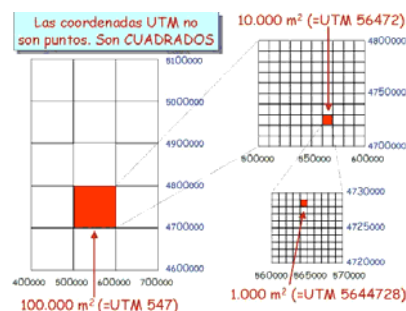 Las coordenadas UTM no
son puntos. Son CUADRADOS
5100000
5000000
4900000
4800000
4700000
4600000
400000 500000 600000 700000
100.000 m² (=UTM 547)
10.000 m² (=UTM 56472)
4800000
4750000
4700000
500000 550000 600000
4730000
4725000
4720000
560000 565000 570000
1.000 m² (=UTM 5644728)